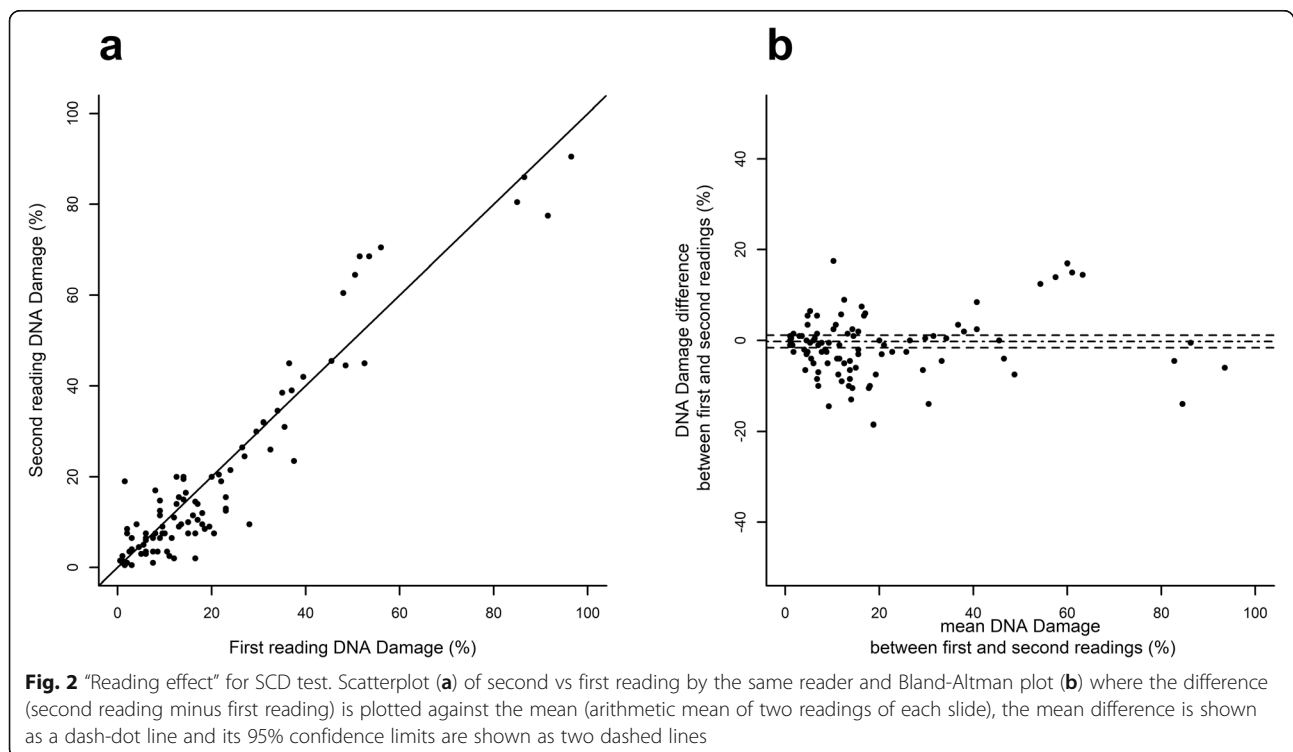 a
b
Second reading DNA Damage (%)
100
80
60
40
20
0
0 20 40 60 80 100
First reading DNA Damage (%)
DNA Damage difference
between first and second readings (%)
40
20
0
-20
-40
0 20 40 60 80 100
mean DNA Damage
between first and second readings (%)
Fig. 2 “Reading effect” for SCD test. Scatterplot (a) of second vs first reading by the same reader and Bland-Altman plot (b) where the difference
(second reading minus first reading) is plotted against the mean (arithmetic mean of two readings of each slide), the mean difference is shown
as a dash-dot line and its 95% confidence limits are shown as two dashed lines